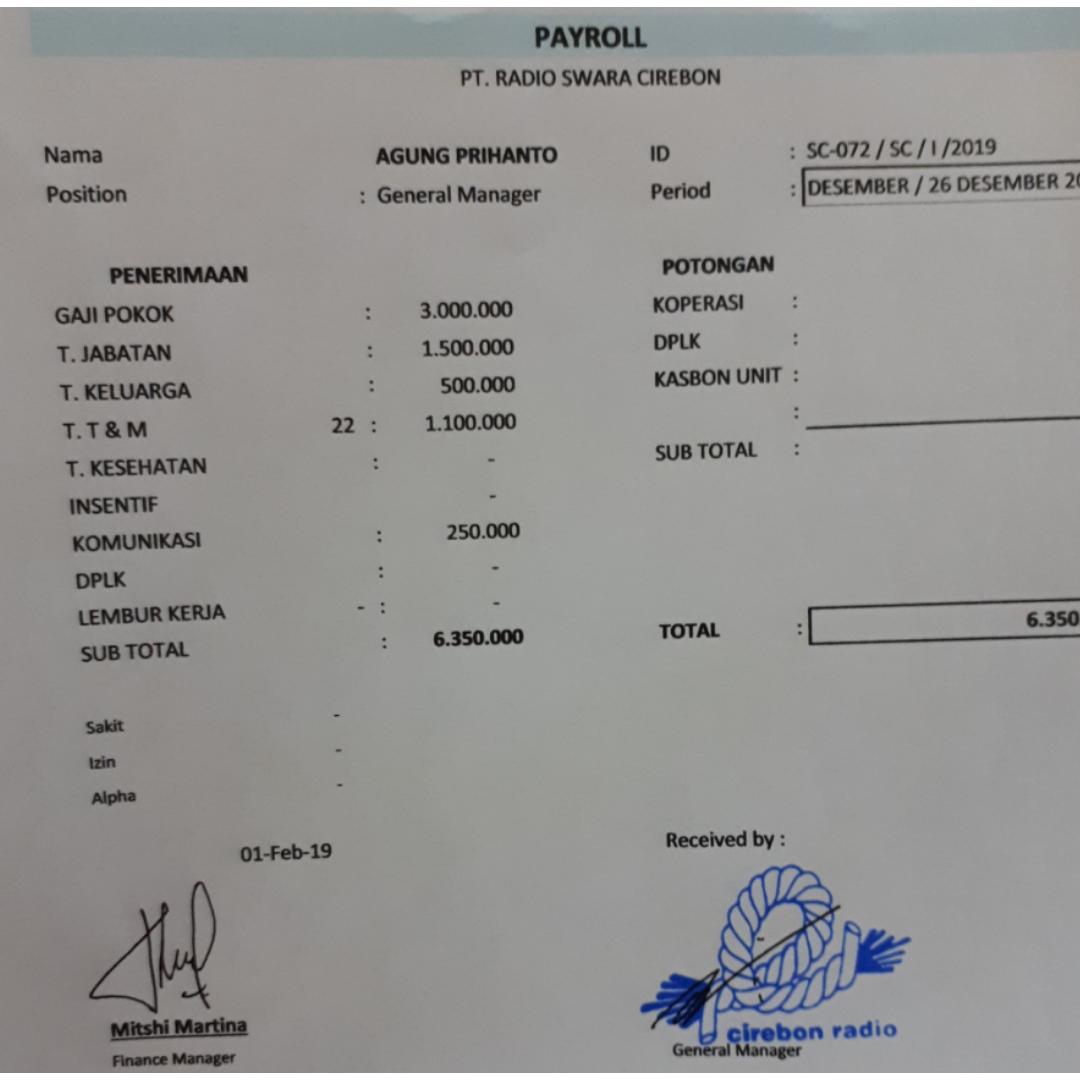 PAYROLL
PT. RADIO SWARA CIREBON
Nama AGUNG PRIHANTO ID : SC-072 / SC / I /2019
Position : General Manager Period : DESEMBER / 26 DESEMBER 20
PENERIMAAN POTONGAN
GAJI POKOK : 3.000.000 KOPERASI :
T. JABATAN : 1.500.000 DPLK :
T. KELUARGA : 500.000 KASBON UNIT :
T. T & M 22 : 1.100.000 :
T. KESEHATAN : - SUB TOTAL :
INSENTIF -
KOMUNIKASI : 250.000
DPLK : -
LEMBUR KERJA - : -
SUB TOTAL : 6.350.000 TOTAL : 6.350
Sakit -
Izin -
Alpha -
01-Feb-19 Received by :
cirebon radio
Mitshi Martina
Finance Manager General Manager